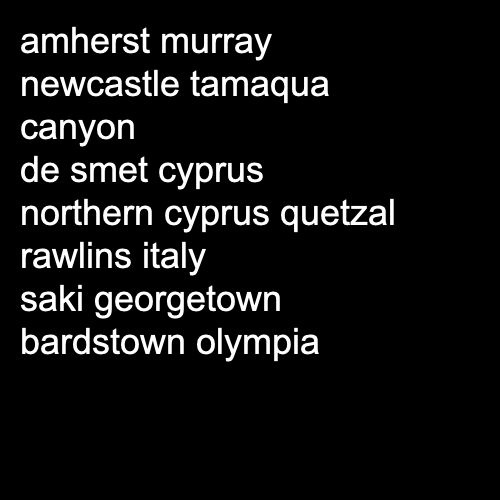 amherst murray
newcastle tamaqua
canyon
de smet cyprus
northern cyprus quetzal
rawlins italy
saki georgetown
bardstown olympia